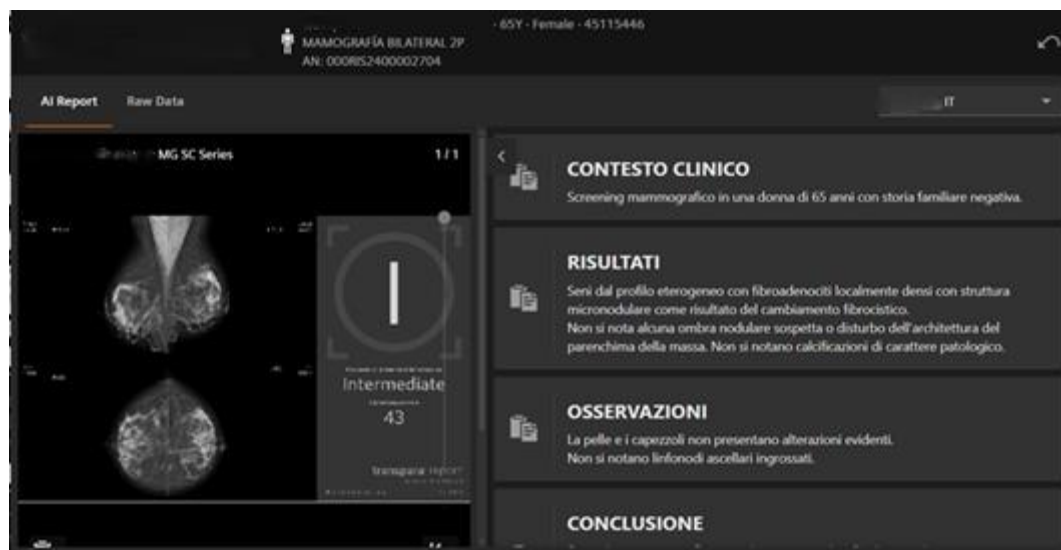 - 65Y - Female - 45115446
MAMOGRAFÍA BILATERAL 2P
AN: 000RIS2400002704
AI Report
Raw Data
IT
MG SC Series
1 / 1
I
Intermediate
43
transpara report
CONTESTO CLINICO
Screening mammografico in una donna di 65 anni con storia familiare negativa.
RISULTATI
Seni dal profilo eterogeneo con fibroadenociti localmente densi con struttura
micronodulare come risultato del cambiamento fibrocistico.
Non si nota alcuna ombra nodulare sospetta o disturbo dell'architettura del
parenchima della massa. Non si notano calcificazioni di carattere patologico.
OSSERVAZIONI
La pelle e i capezzoli non presentano alterazioni evidenti.
Non si notano linfonodi ascellari ingrossati.
CONCLUSIONE